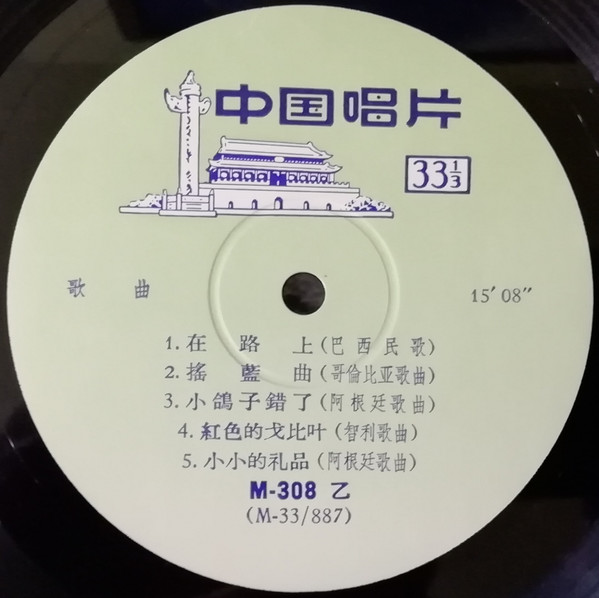 中国唱片
33⅓
歌 曲
15′08″
1. 在 路 上(巴 西 民 歌)
2. 搖 藍 曲(哥倫比亚歌曲)
3. 小鴿子錯了(阿根廷歌曲)
4. 紅色的戈比叶(智利歌曲)
5. 小小的礼品(阿根廷歌曲)
M-308 乙
(M-33/887)